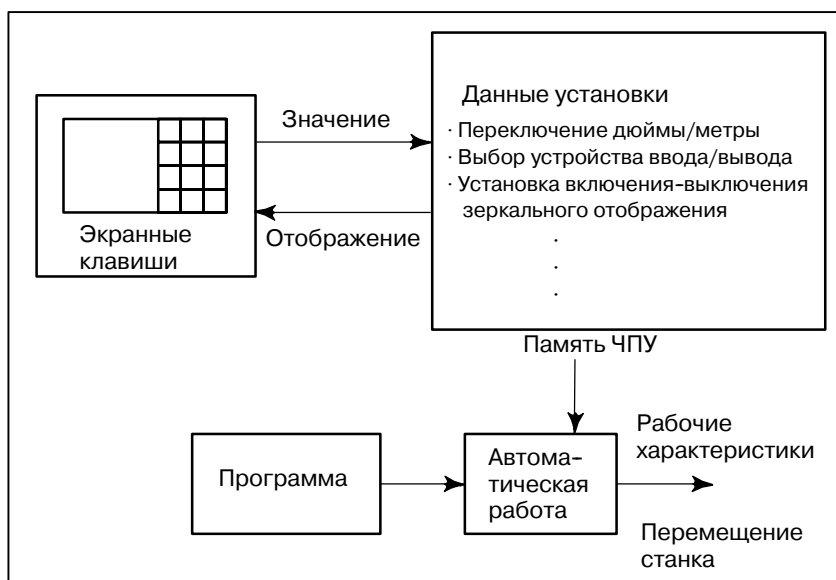 Данные установки
· Переключение дюймы/метры
· Выбор устройства ввода/вывода
· Установка включения-выключения
зеркального отображения
·
·
·
Значение
Отображение
Экранные
клавиши
Память ЧПУ
Программа
Автома-
тическая
работа
Рабочие
характеристики
Перемещение
станка